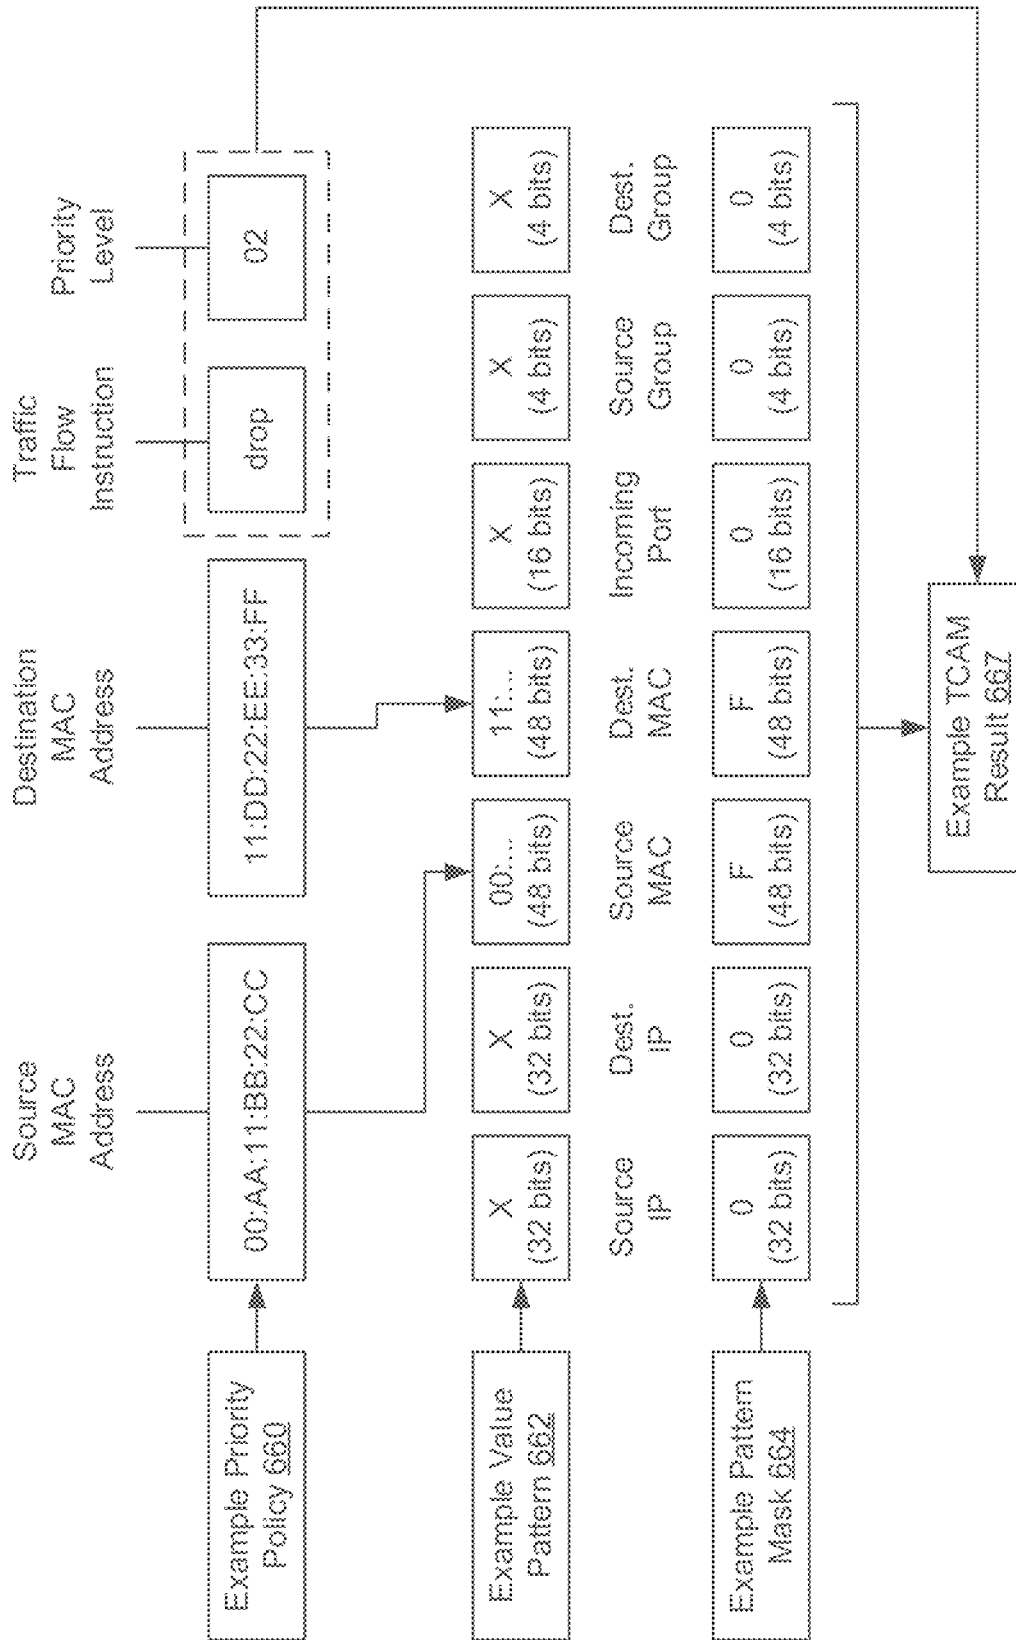 Source
MAC
Address
Destination
MAC
Address
Traffic
Flow
Instruction
Priority
Level
Example Priority
Policy 660
00:AA:11:BB:22:CC
11:DD:22:EE:33:FF
drop
02
Example Value
Pattern 662
X
(32 bits)
X
(32 bits)
00:...
(48 bits)
11:...
(48 bits)
X
(16 bits)
X
(4 bits)
X
(4 bits)
Source
IP
Dest.
IP
Source
MAC
Dest.
MAC
Incoming
Port
Source
Group
Dest.
Group
Example Pattern
Mask 664
0
(32 bits)
0
(32 bits)
F
(48 bits)
F
(48 bits)
0
(16 bits)
0
(4 bits)
0
(4 bits)
Example TCAM
Result 667